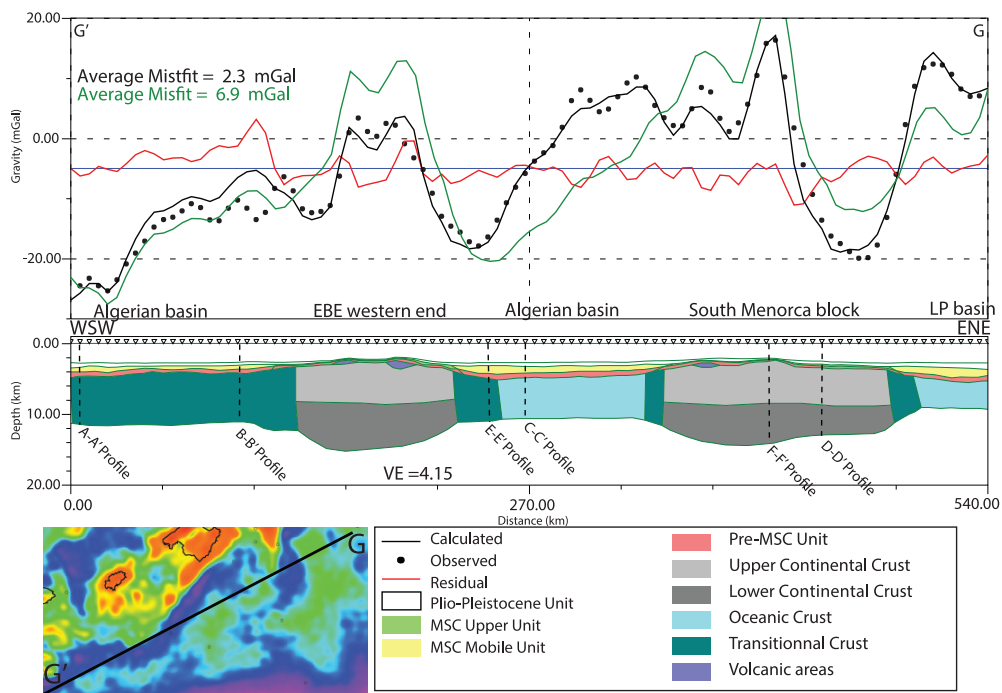 20.00
G'
G
Average Mistfit = 2.3 mGal
Average Misfit = 6.9 mGal
0.00
Gravity (mGal)
-20.00
Algerian basin
EBE western end
Algerian basin
South Menorca block
LP basin
WSW
ENE
0.00
Depth (km)
10.00
20.00
A-A' Profile
B-B' Profile
E-E' Profile
C-C' Profile
F-F' Profile
D-D' Profile
VE =4.15
0.00
270.00
540.00
Distance (km)
G
G'
Calculated
Observed
Residual
Plio-Pleistocene Unit
MSC Upper Unit
MSC Mobile Unit
Pre-MSC Unit
Upper Continental Crust
Lower Continental Crust
Oceanic Crust
Transitionnal Crust
Volcanic areas